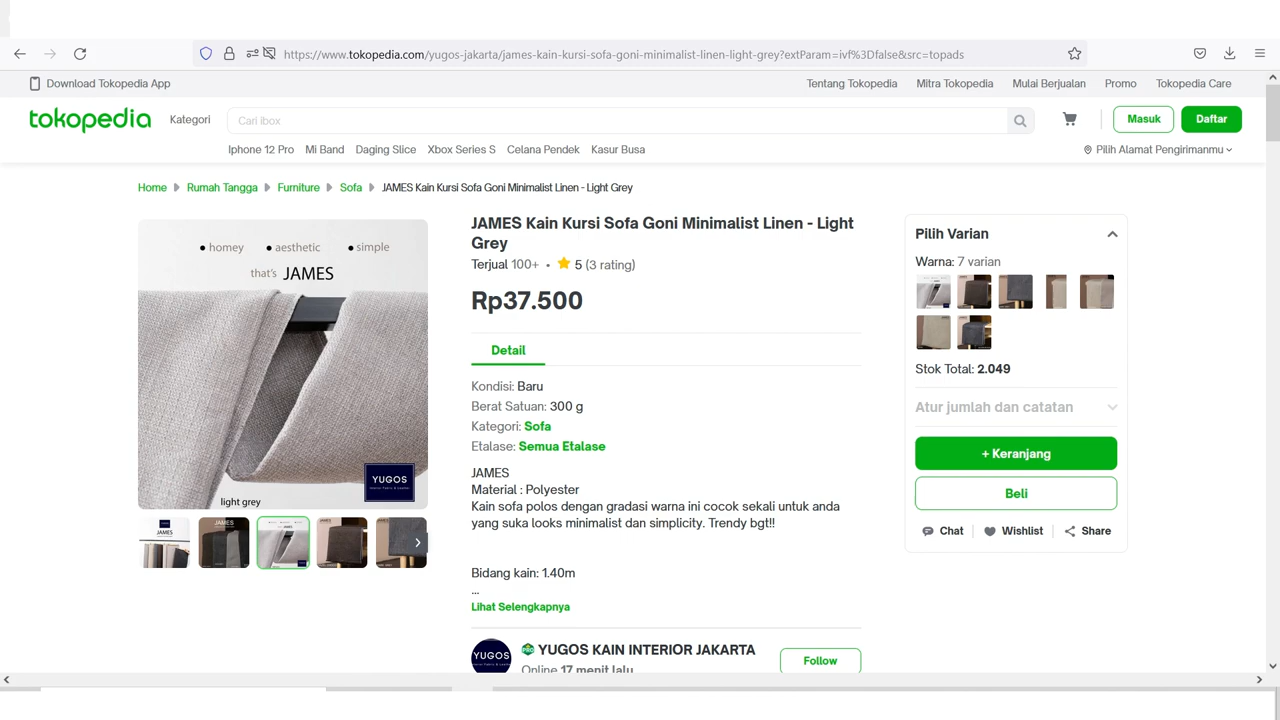 https://www.tokopedia.com/yugos-jakarta/james-kain-kursi-sofa-goni-minimalist-linen-light-grey?extParam=ivf%3Dfalse&src=topads
Download Tokopedia App
Tentang Tokopedia Mitra Tokopedia Mulai Berjualan Promo Tokopedia Care
tokopedia Kategori Cari ibox Masuk Daftar
Iphone 12 Pro Mi Band Daging Slice Xbox Series S Celana Pendek Kasur Busa Pilih Alamat Pengirimanmu
Home Rumah Tangga Furniture Sofa JAMES Kain Kursi Sofa Goni Minimalist Linen - Light Grey
• homey • aesthetic • simple
that's JAMES
YUGOS
light grey
JAMES
JAMES
JAMES Kain Kursi Sofa Goni Minimalist Linen - Light
Grey
Terjual 100+ • 5 (3 rating)
Rp37.500
Detail
Kondisi: Baru
Berat Satuan: 300 g
Kategori: Sofa
Etalase: Semua Etalase
JAMES
Material : Polyester
Kain sofa polos dengan gradasi warna ini cocok sekali untuk anda
yang suka looks minimalist dan simplicity. Trendy bgt!!
Bidang kain: 1.40m
...
Lihat Selengkapnya
YUGOS
YUGOS KAIN INTERIOR JAKARTA
Online 17 menit lalu
Follow
Pilih Varian
Warna: 7 varian
Stok Total: 2.049
Atur jumlah dan catatan
+ Keranjang
Beli
Chat Wishlist Share